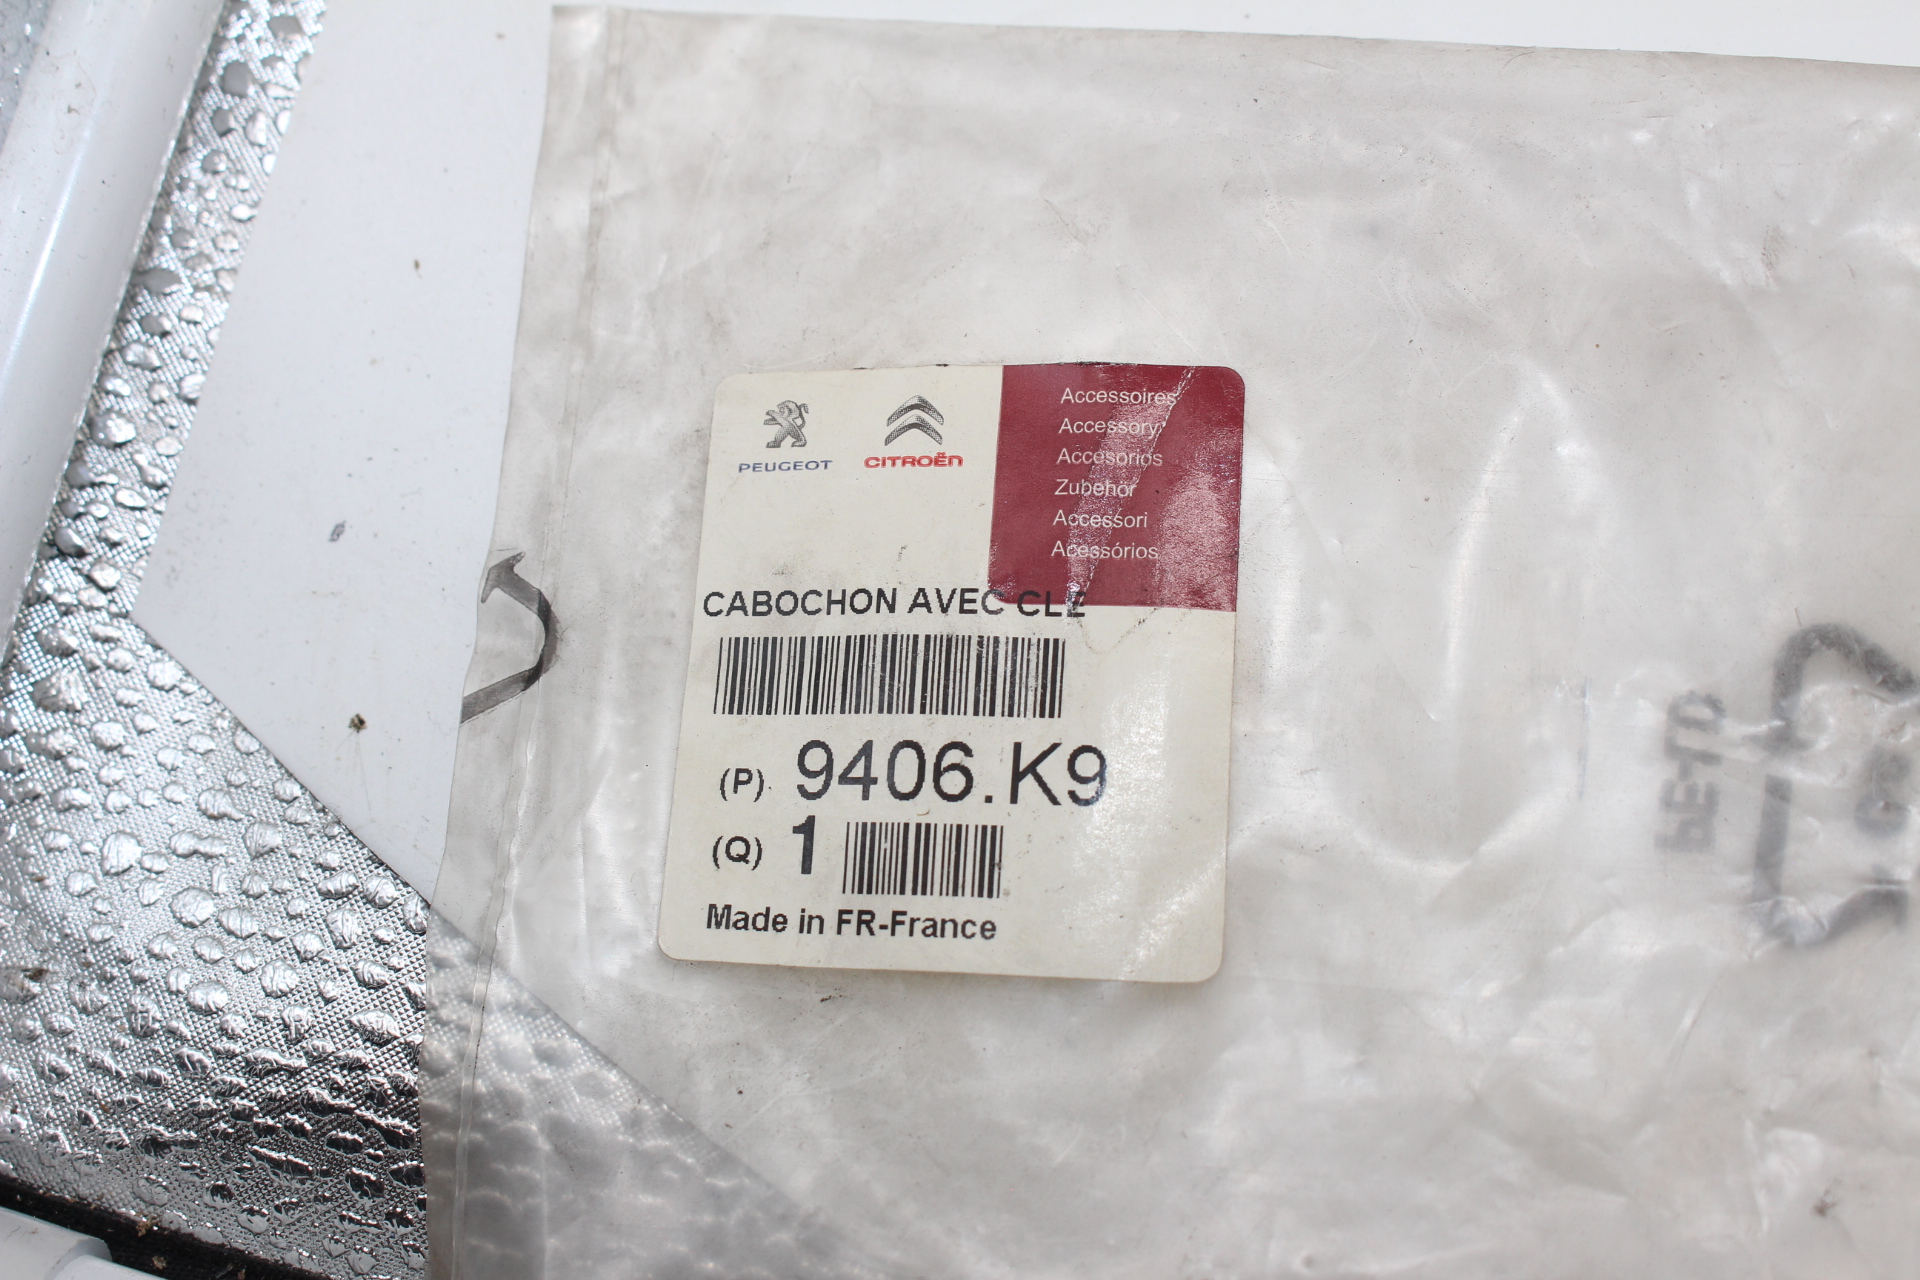 PEUGEOT
CITROËN
Accessoires
Accessory
Accesorios
Zubehör
Accessori
Acessórios
CABOCHON AVEC CLE
(P) 9406.K9
(Q) 1
Made in FR-France